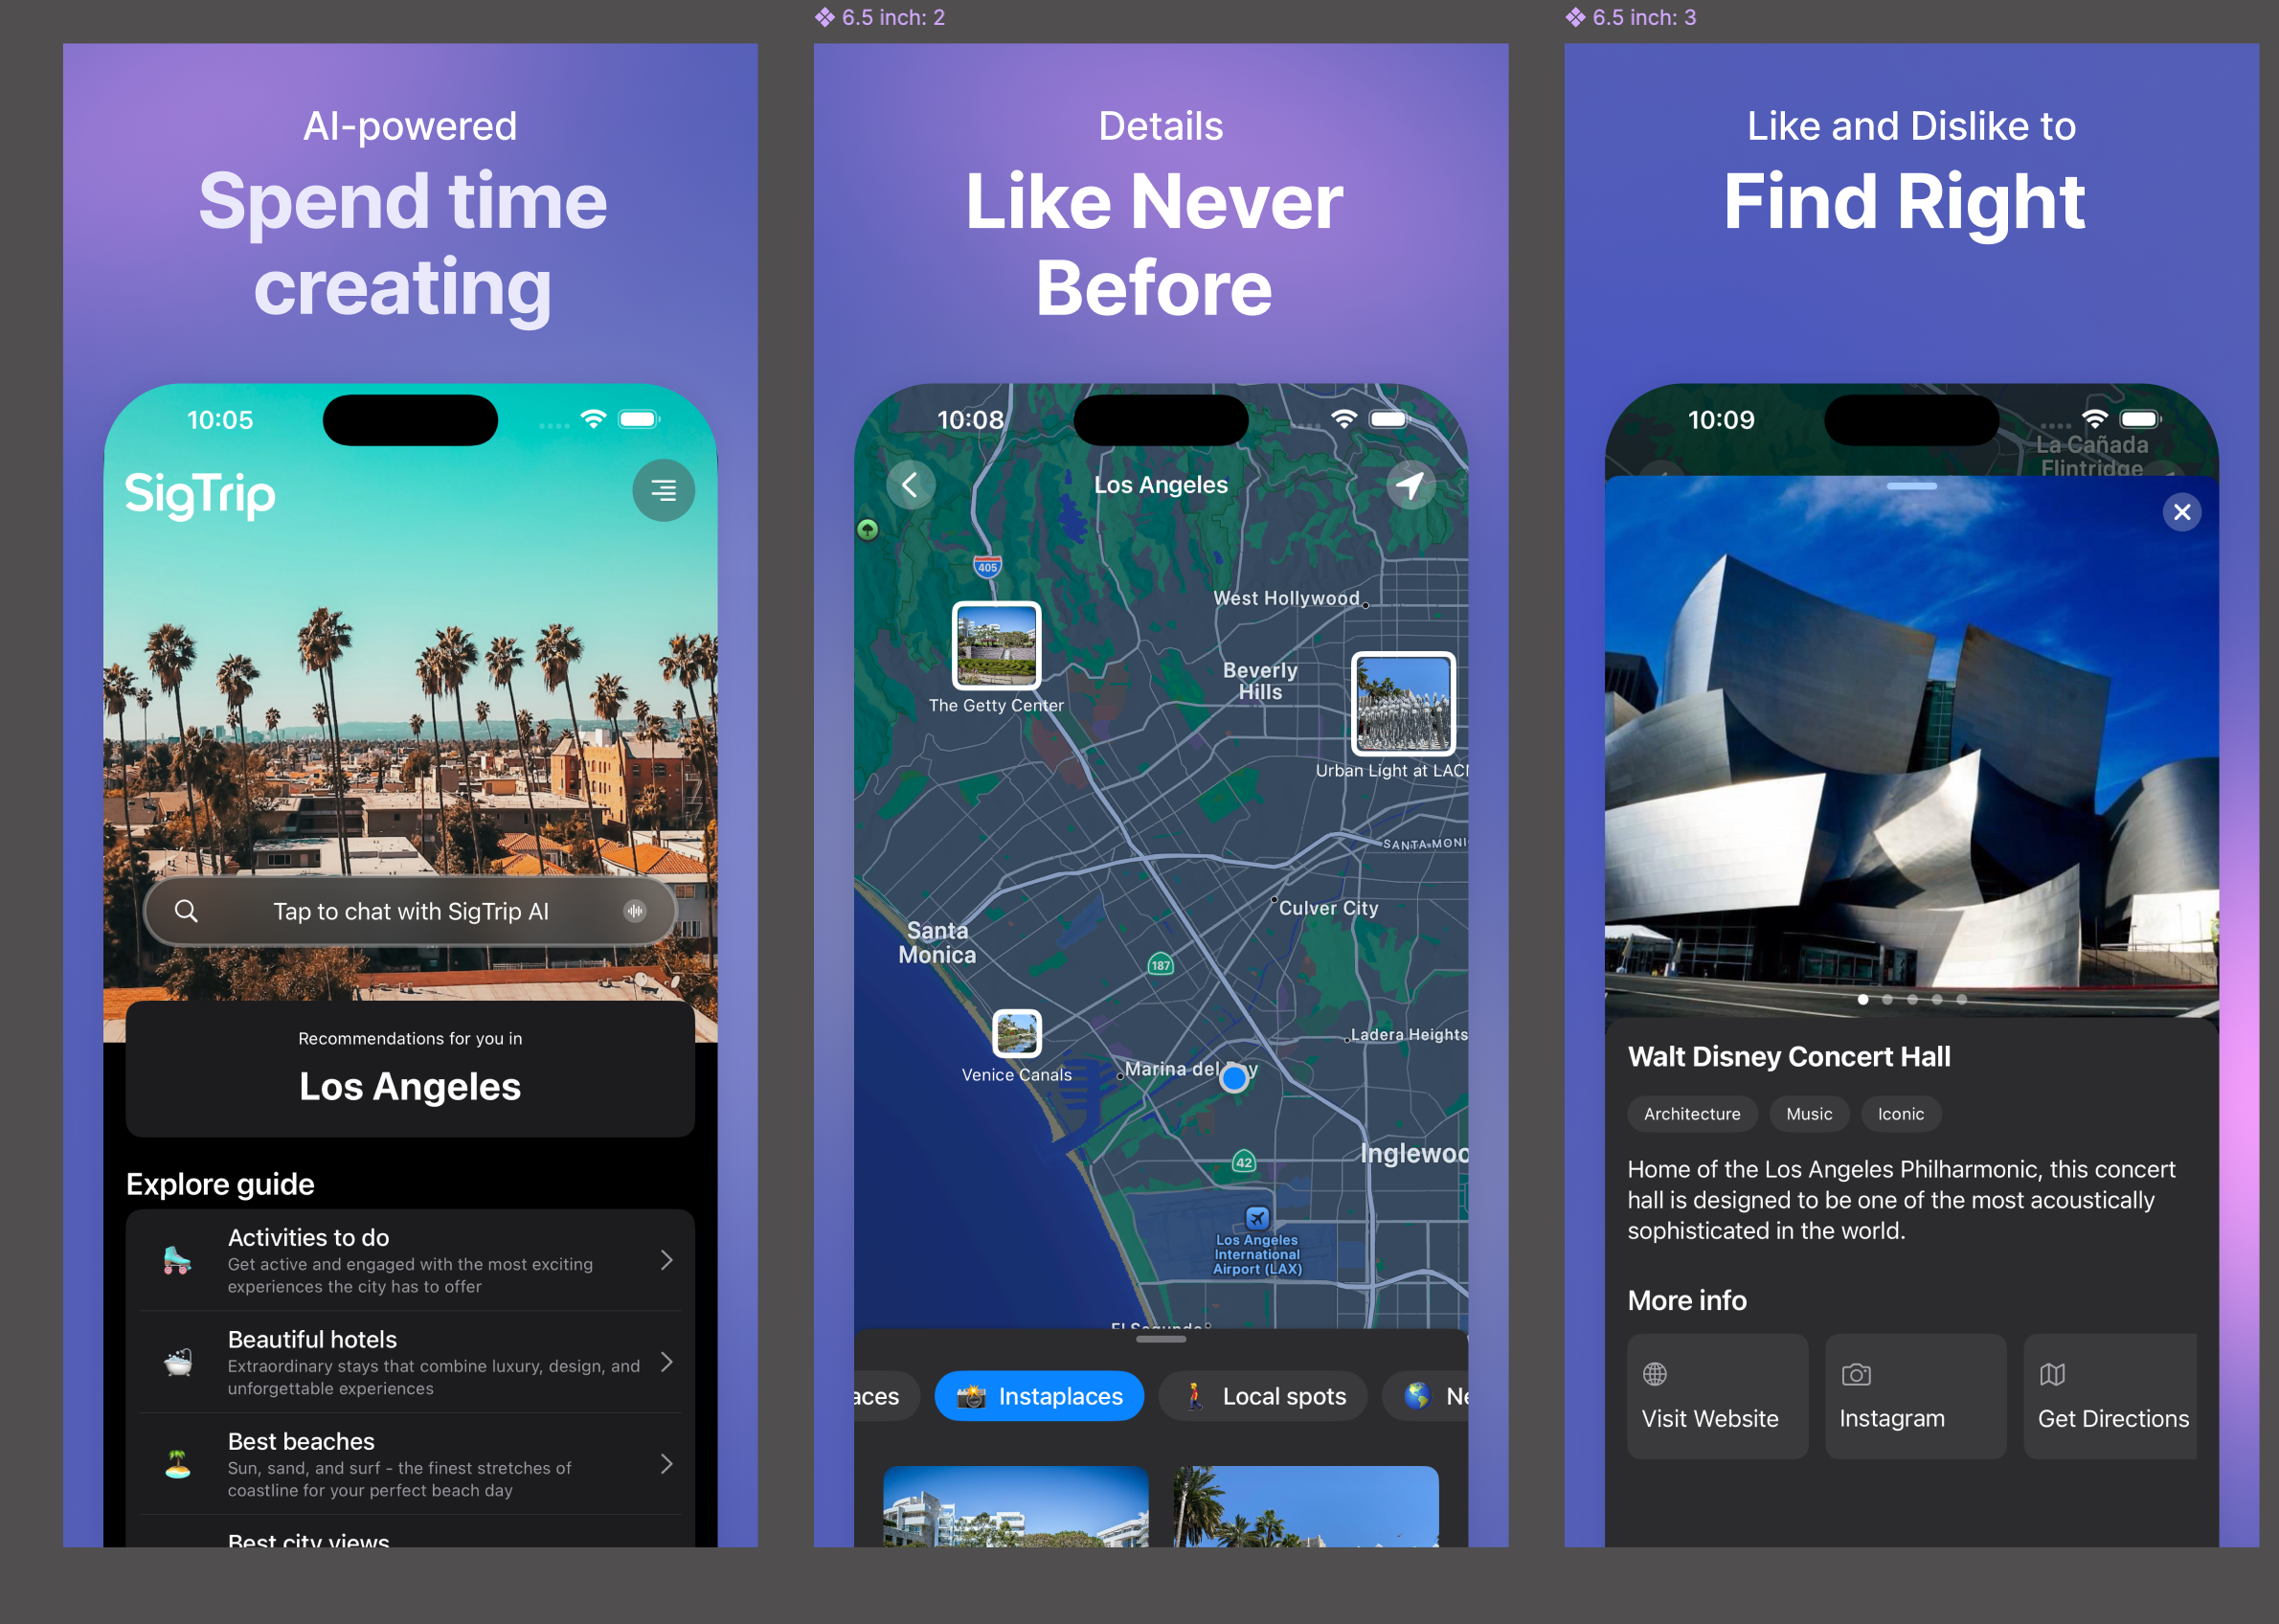 6.5 inch: 2
6.5 inch: 3
AI-powered
Spend time
creating
10:05
SigTrip
Tap to chat with SigTrip AI
Recommendations for you in
Los Angeles
Explore guide
Activities to do
Get active and engaged with the most exciting
experiences the city has to offer
Beautiful hotels
Extraordinary stays that combine luxury, design, and
unforgettable experiences
Best beaches
Sun, sand, and surf - the finest stretches of
coastline for your perfect beach day
Best city views
Details
Like Never
Before
10:08
Los Angeles
405
West Hollywood
Beverly
Hills
The Getty Center
Urban Light at LACM
SANTA MONI
Culver City
Santa
Monica
187
Ladera Heights
Venice Canals
Marina del
Inglewoo
42
Los Angeles
International
Airport (LAX)
El Segundo
aces
Instaplaces
Local spots
Ne
Like and Dislike to
Find Right
10:09
La Cañada
Flintridge
Walt Disney Concert Hall
Architecture
Music
Iconic
Home of the Los Angeles Philharmonic, this concert
hall is designed to be one of the most acoustically
sophisticated in the world.
More info
Visit Website
Instagram
Get Directions